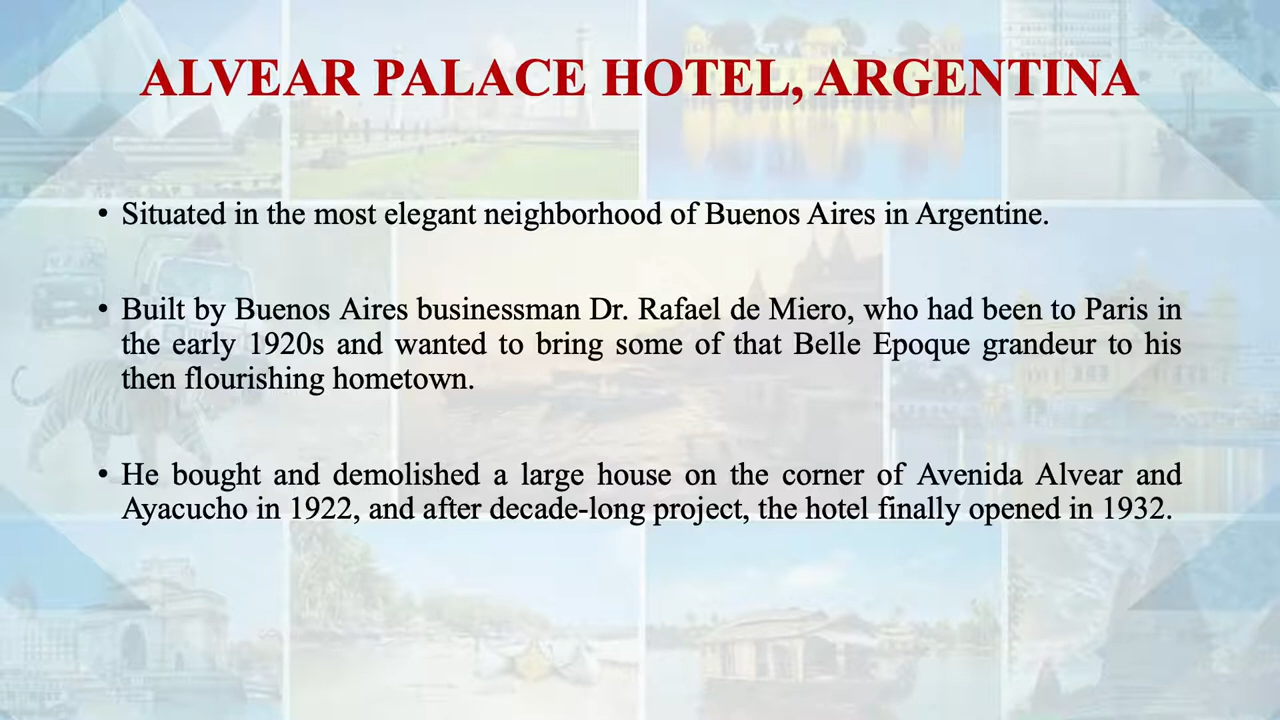 ALVEAR PALACE HOTEL, ARGENTINA
• Situated in the most elegant neighborhood of Buenos Aires in Argentine.
• Built by Buenos Aires businessman Dr. Rafael de Miero, who had been to Paris in
the early 1920s and wanted to bring some of that Belle Epoque grandeur to his
then flourishing hometown.
• He bought and demolished a large house on the corner of Avenida Alvear and
Ayacucho in 1922, and after decade-long project, the hotel finally opened in 1932.